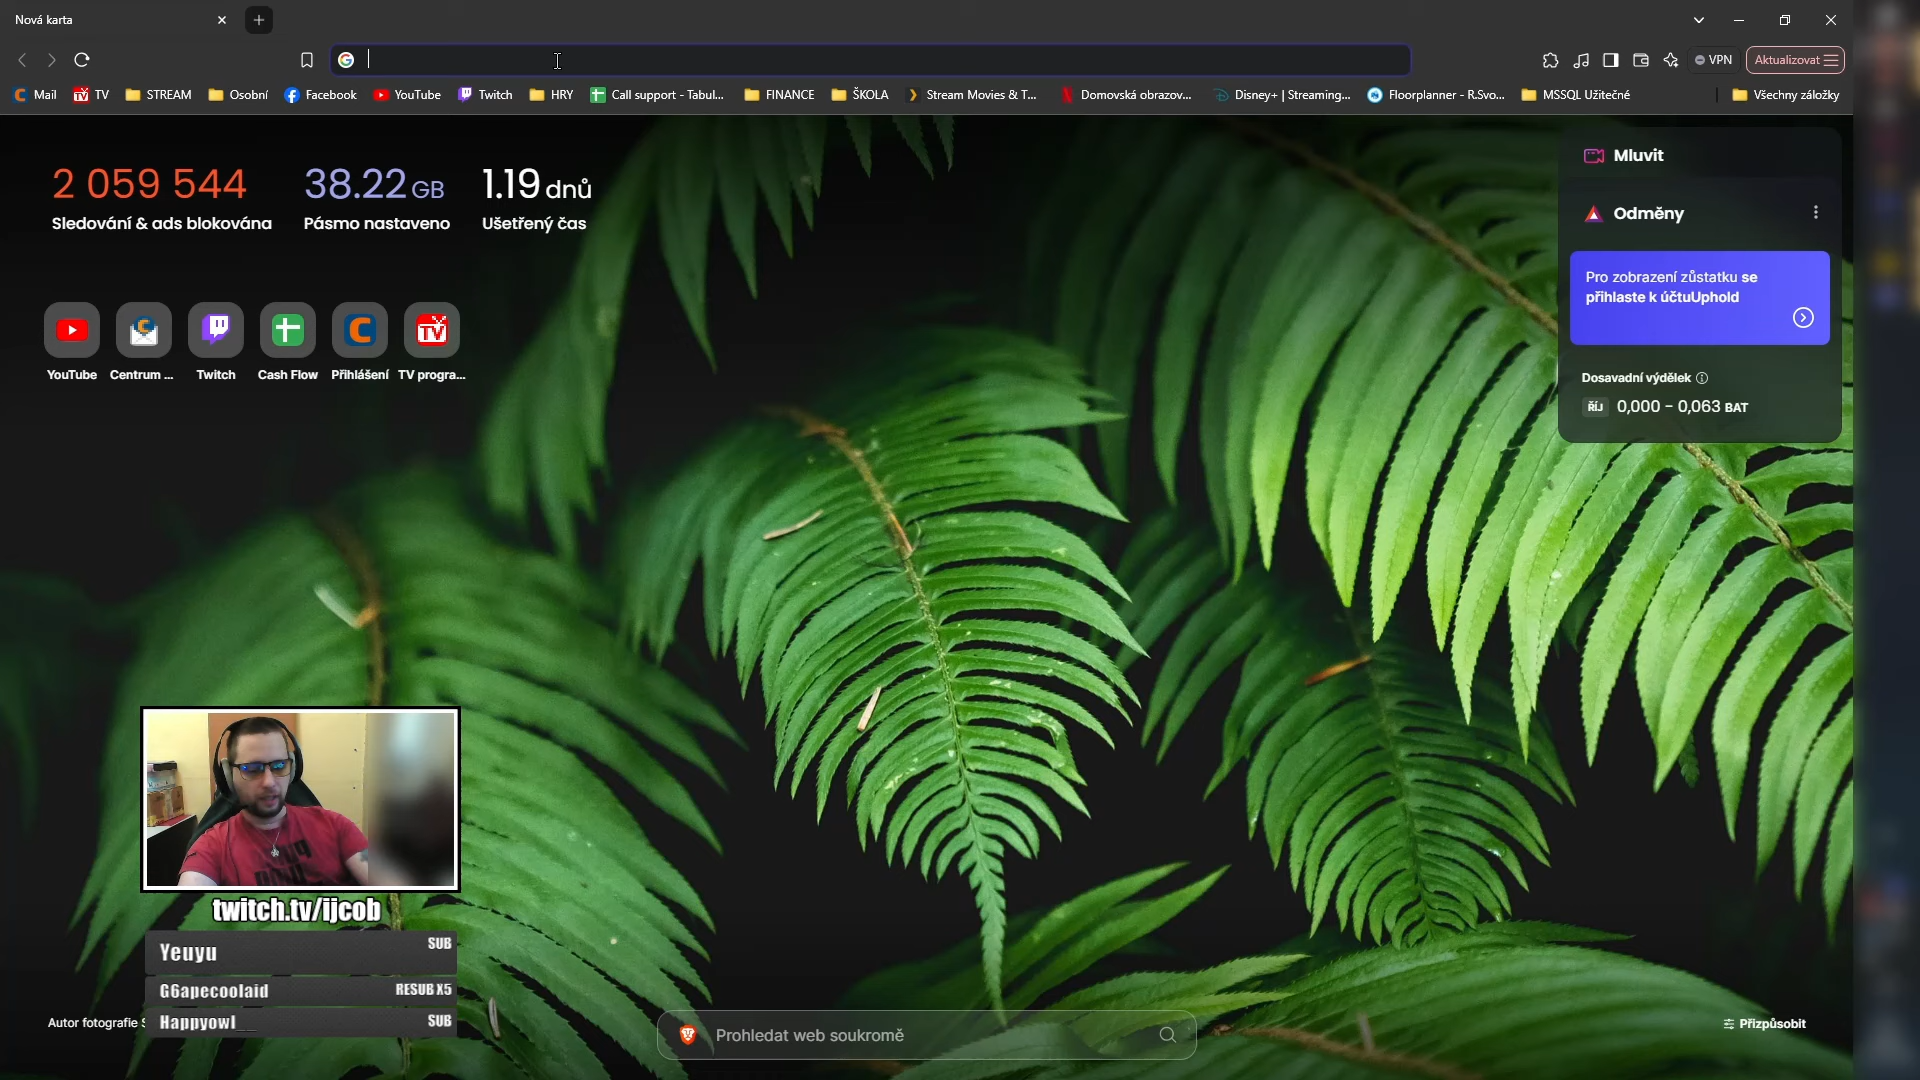 Nová karta
VPN
Aktualizovat
Mail
TV
STREAM
Osobní
Facebook
YouTube
Twitch
HRY
Call support - Tabul...
FINANCE
ŠKOLA
Stream Movies & T...
Domovská obrazov...
Disney+ | Streaming...
Floorplanner - R.Svo...
MSSQL Užitečné
Všechny záložky
2 059 544
Sledování & ads blokována
38.22 GB
Pásmo nastaveno
1.19 dnů
Ušetřený čas
YouTube
Centrum ...
Twitch
Cash Flow
Přihlášení
TV progra...
Mluvit
Odměny
Pro zobrazení zůstatku se
přihlaste k účtuUphold
Dosavadní výdělek
ŘÍJ 0,000 - 0,063 BAT
twitch.tv/ijcob
Yeuyu SUB
G6apecoolaid RESUB X5
Happyowl__ SUB
Autor fotografie
Prohledat web soukromě
Přizpůsobit